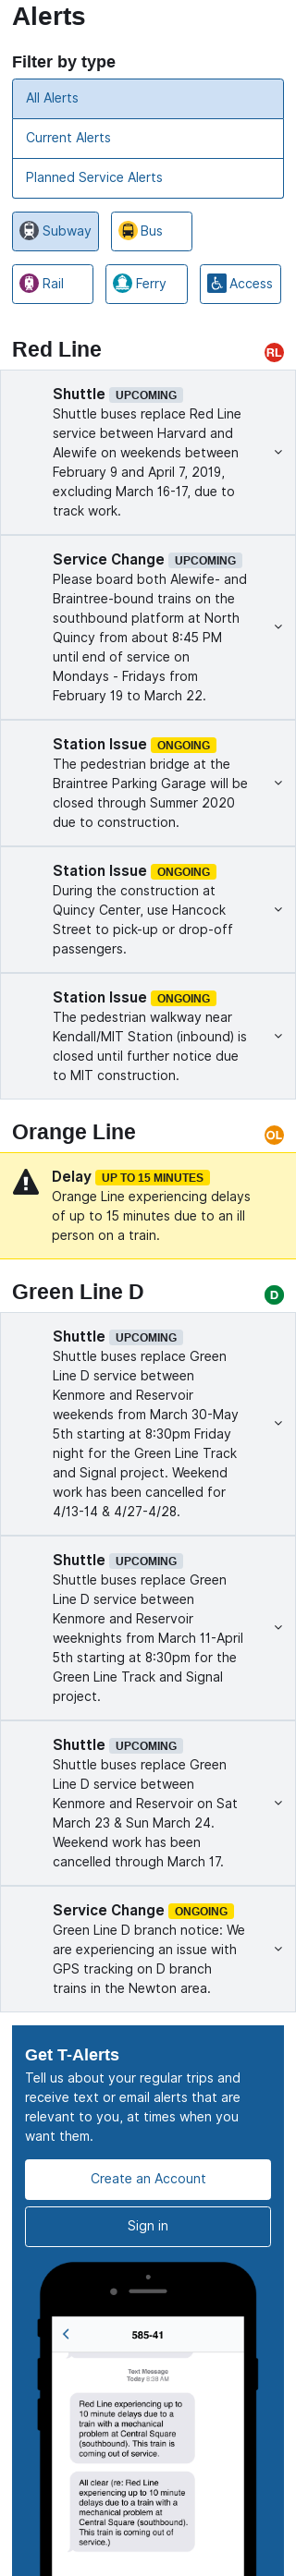 Alerts
Filter by type
All Alerts
Current Alerts
Planned Service Alerts
Subway
Bus
Rail
Ferry
Access
Red Line
RL
Shuttle UPCOMING
Shuttle buses replace Red Line
service between Harvard and
Alewife on weekends between
February 9 and April 7, 2019,
excluding March 16-17, due to
track work.
Service Change UPCOMING
Please board both Alewife- and
Braintree-bound trains on the
southbound platform at North
Quincy from about 8:45 PM
until end of service on
Mondays - Fridays from
February 19 to March 22.
Station Issue ONGOING
The pedestrian bridge at the
Braintree Parking Garage will be
closed through Summer 2020
due to construction.
Station Issue ONGOING
During the construction at
Quincy Center, use Hancock
Street to pick-up or drop-off
passengers.
Station Issue ONGOING
The pedestrian walkway near
Kendall/MIT Station (inbound) is
closed until further notice due
to MIT construction.
Orange Line
OL
Delay UP TO 15 MINUTES
Orange Line experiencing delays
of up to 15 minutes due to an ill
person on a train.
Green Line D
D
Shuttle UPCOMING
Shuttle buses replace Green
Line D service between
Kenmore and Reservoir
weekends from March 30-May
5th starting at 8:30pm Friday
night for the Green Line Track
and Signal project. Weekend
work has been cancelled for
4/13-14 & 4/27-4/28.
Shuttle UPCOMING
Shuttle buses replace Green
Line D service between
Kenmore and Reservoir
weeknights from March 11-April
5th starting at 8:30pm for the
Green Line Track and Signal
project.
Shuttle UPCOMING
Shuttle buses replace Green
Line D service between
Kenmore and Reservoir on Sat
March 23 & Sun March 24.
Weekend work has been
cancelled through March 17.
Service Change ONGOING
Green Line D branch notice: We
are experiencing an issue with
GPS tracking on D branch
trains in the Newton area.
Get T-Alerts
Tell us about your regular trips and
receive text or email alerts that are
relevant to you, at times when you
want them.
Create an Account
Sign in
585-41
Text Message
Today 8:38 AM
Red Line experiencing up to
10 minute delays due to a
train with a mechanical
problem at Central Square
(southbound). This train is
coming out of service.
All clear (re: Red Line
experiencing up to 10 minute
delays due to a train with a
mechanical problem at
Central Square (southbound).
This train is coming out of
service.)